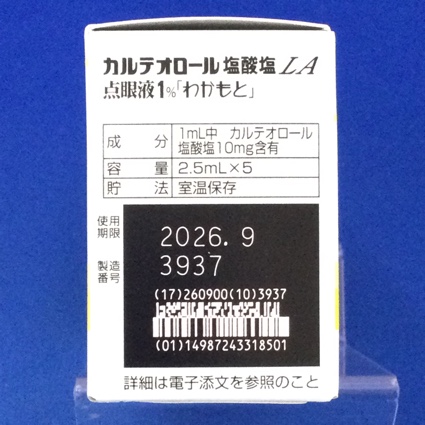 カルテオロール塩酸塩LA
点眼液1%「わかもと」
成分 1mL中 カルテオロール
塩酸塩10mg含有
容量 2.5mL×5
貯法 室温保存
使用
期限 2026.9
製造
番号 3937
(17)260900(10)3937
(01)14987243318501
詳細は電子添文を参照のこと